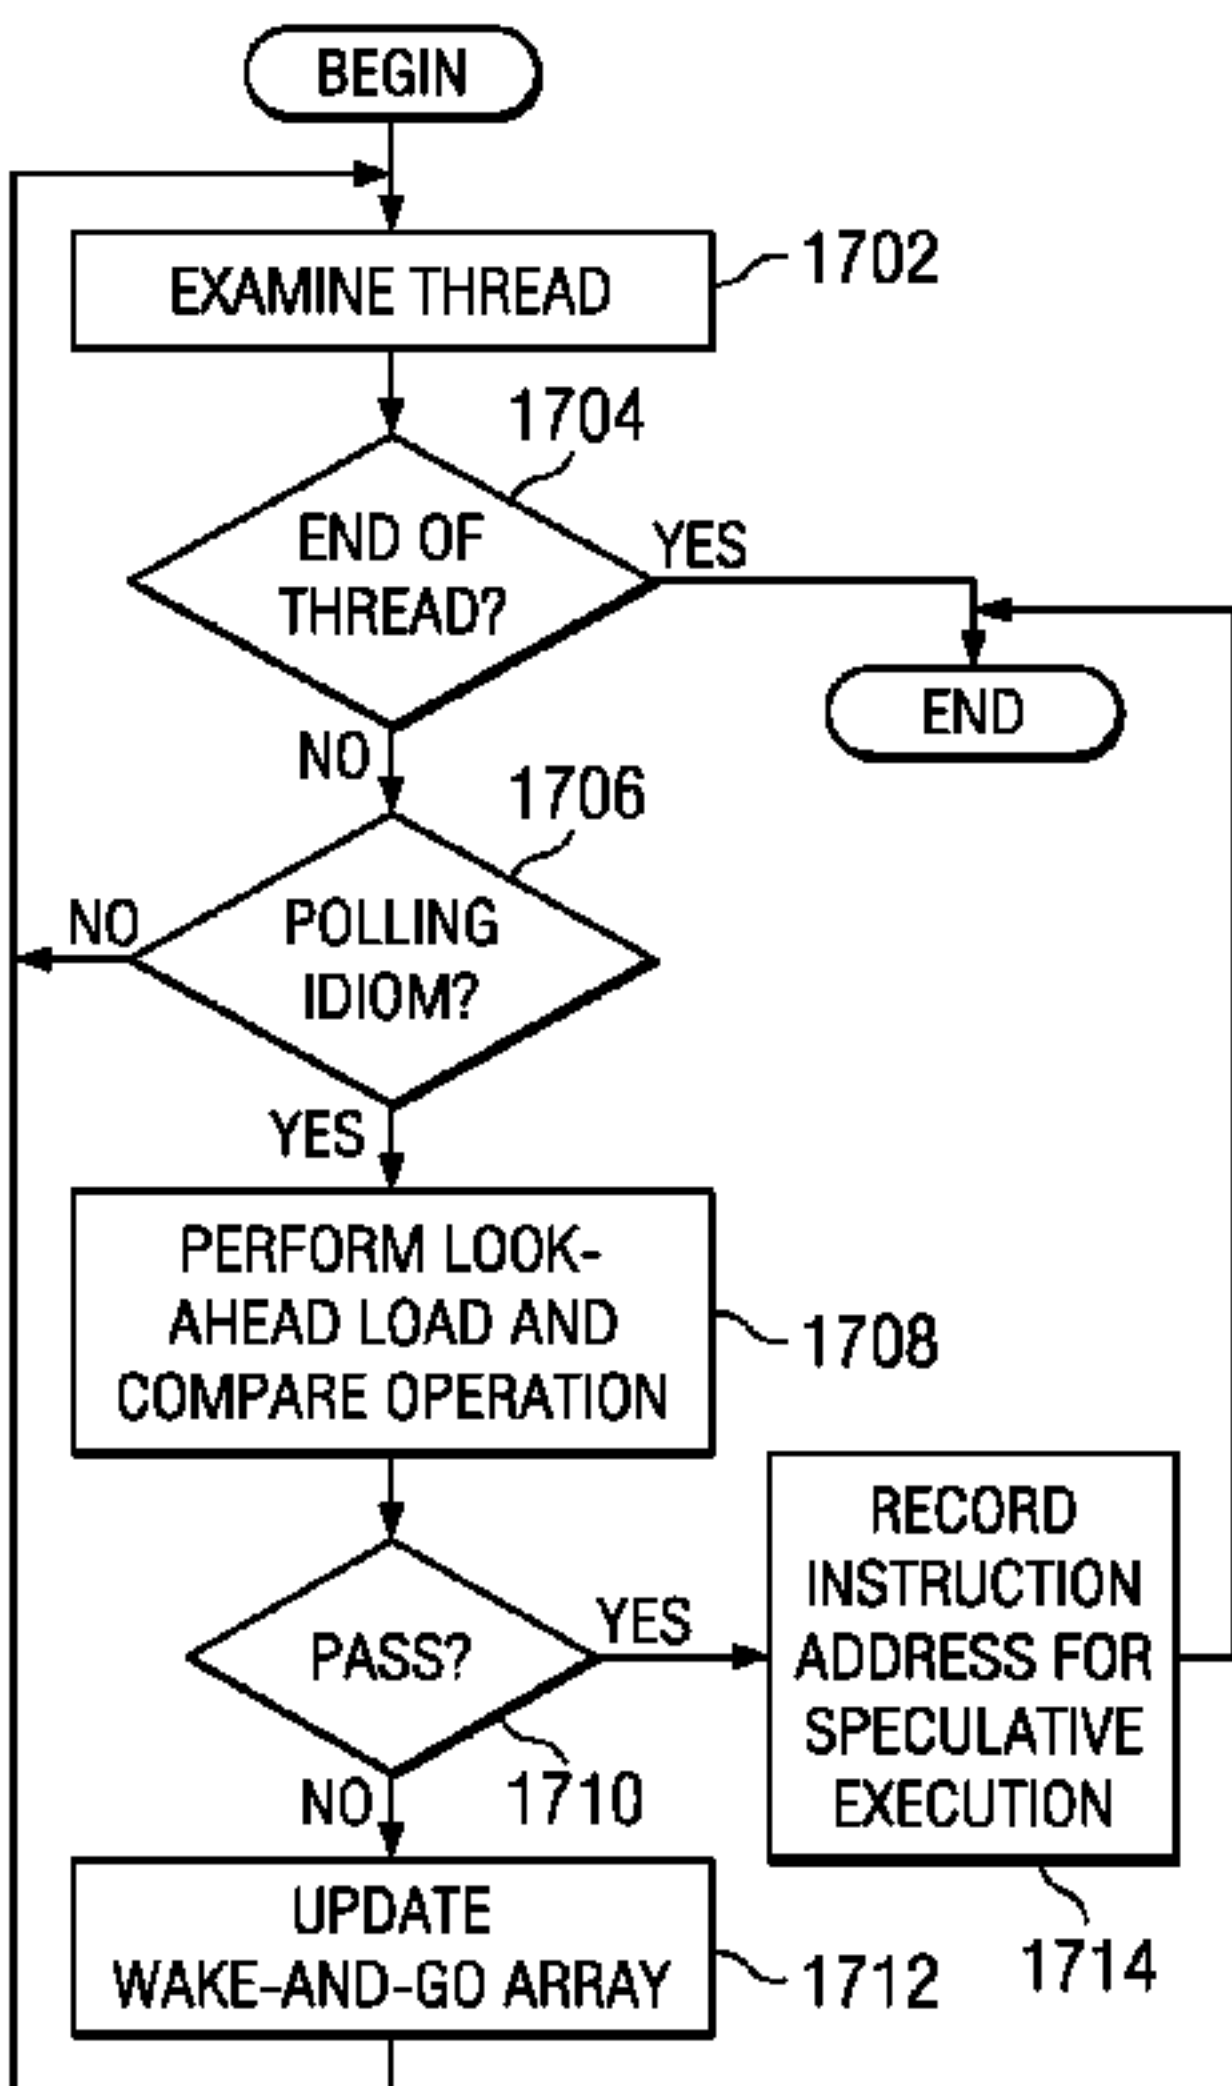 BEGIN
EXAMINE THREAD
1702
1704
END OF
THREAD?
YES
END
NO
1706
POLLING
IDIOM?
NO
YES
PERFORM LOOK-
AHEAD LOAD AND
COMPARE OPERATION
1708
PASS?
YES
1710
NO
RECORD
INSTRUCTION
ADDRESS FOR
SPECULATIVE
EXECUTION
1714
UPDATE
WAKE-AND-GO ARRAY
1712